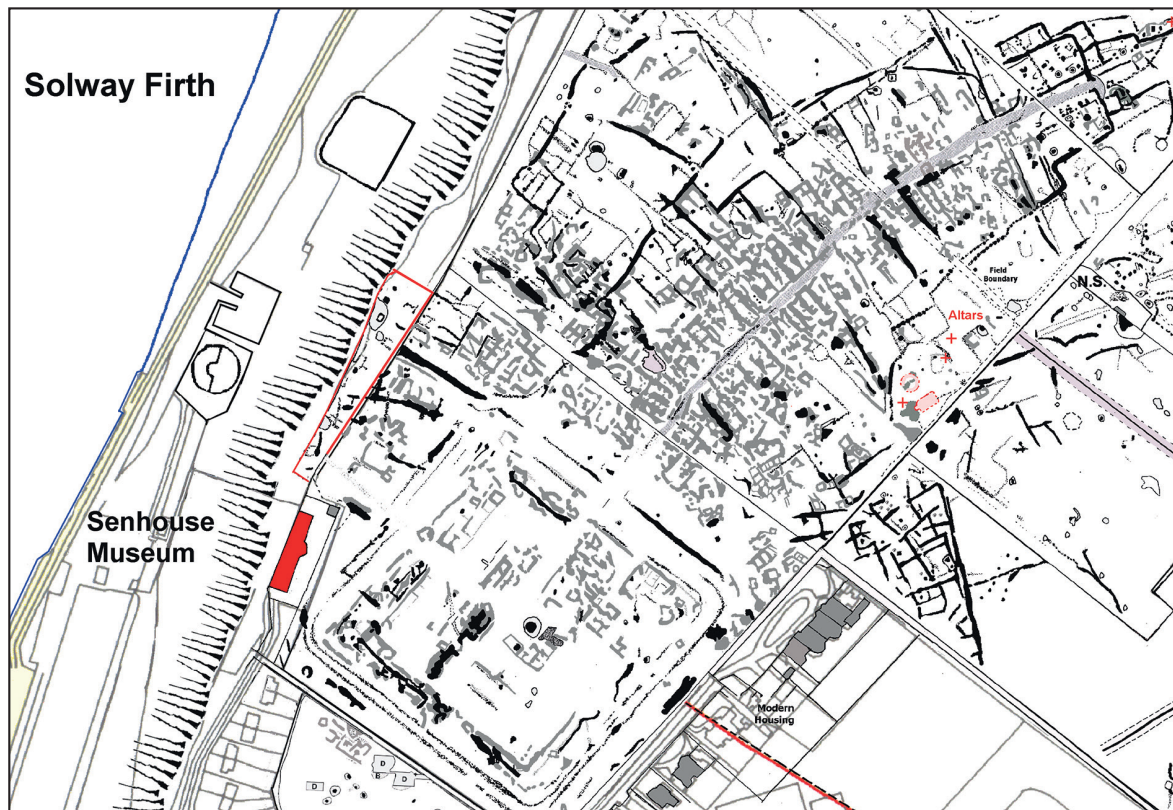 Solway Firth
Field
Boundary
N.S.
Altars
Senhouse
Museum
Modern
Housing
D
D
B
D